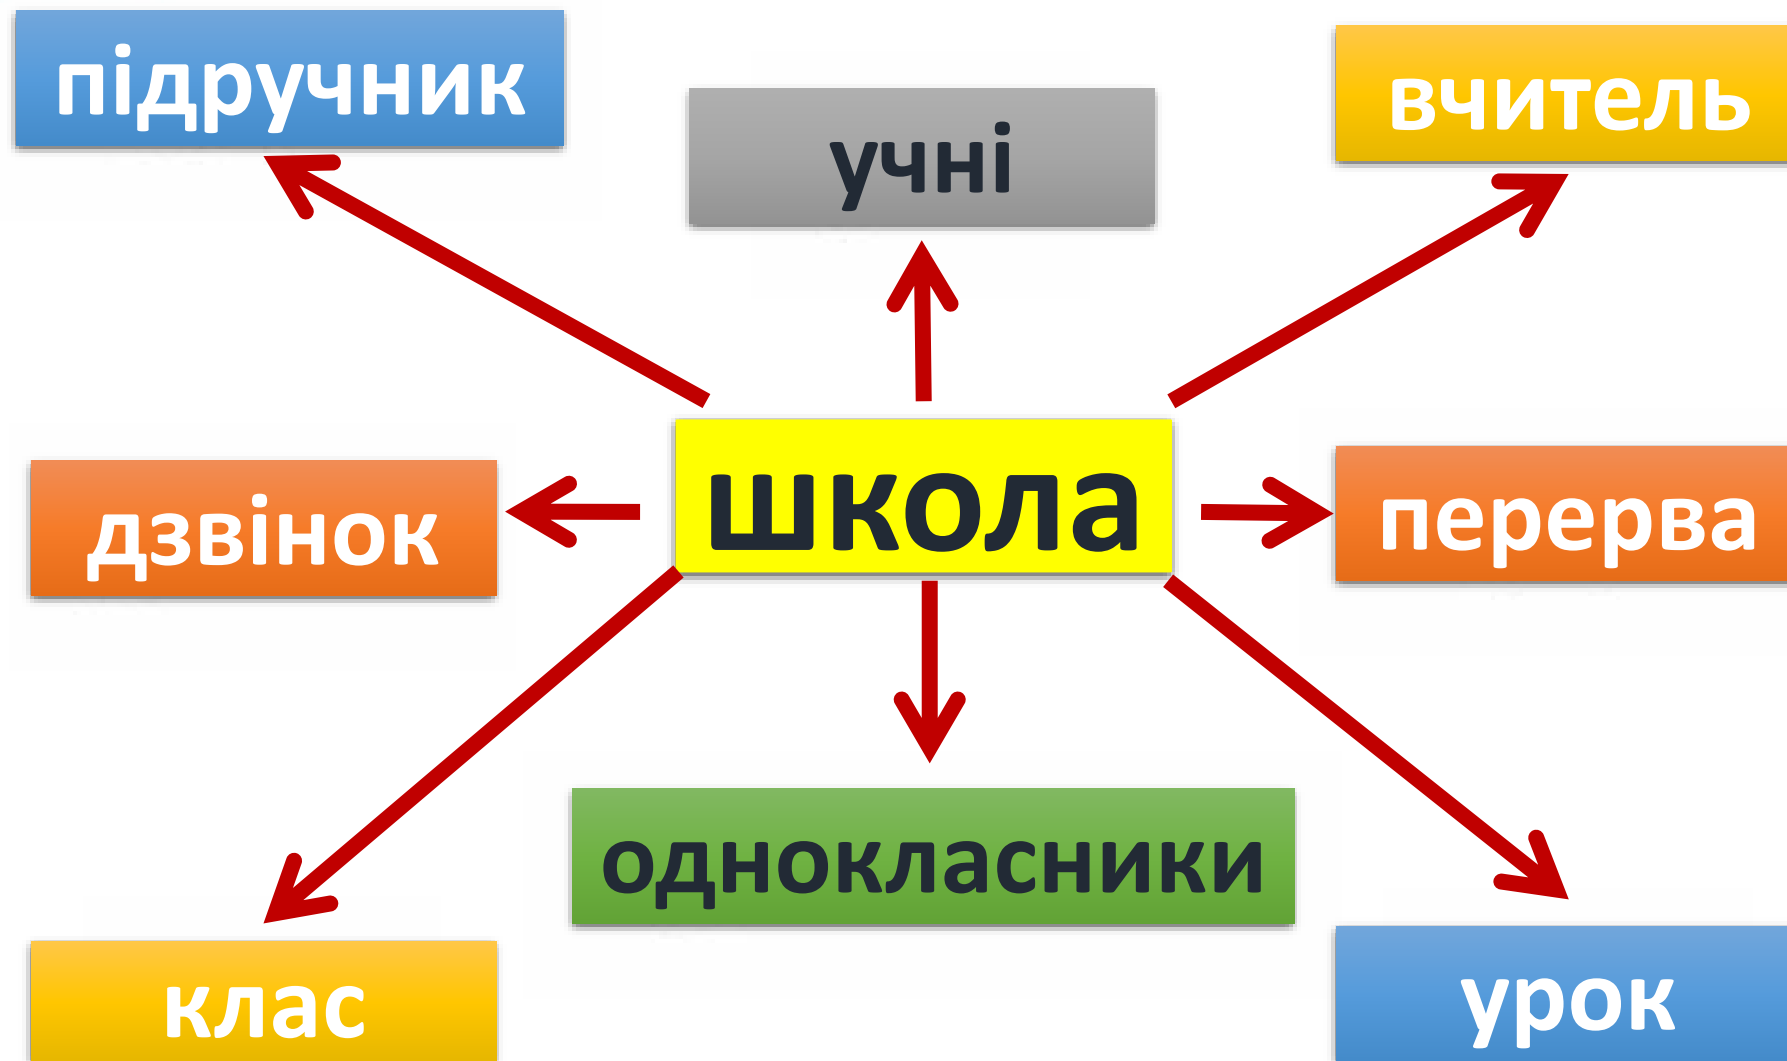 підручник
учні
вчитель
дзвінок
школа
перерва
однокласники
клас
урок